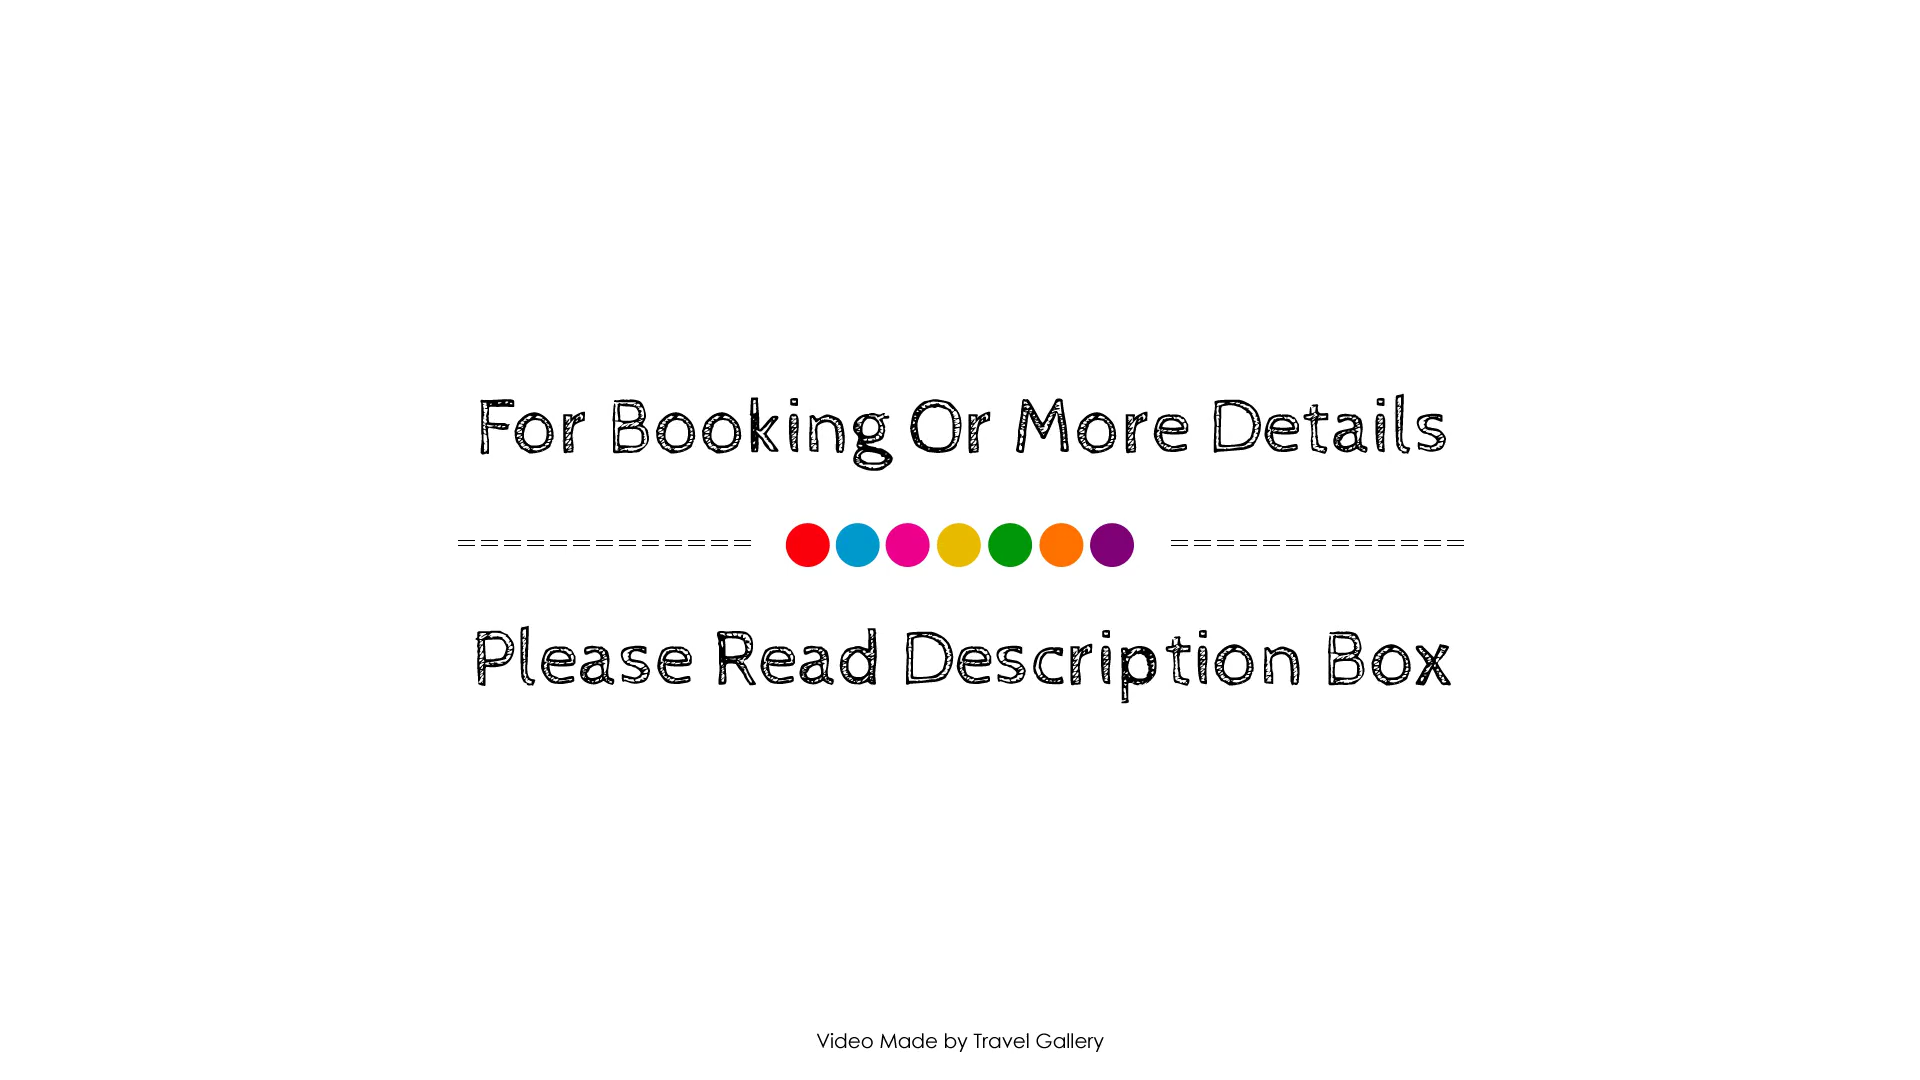 For Booking Or More Details
============= =============
Please Read Description Box
Video Made by Travel Gallery